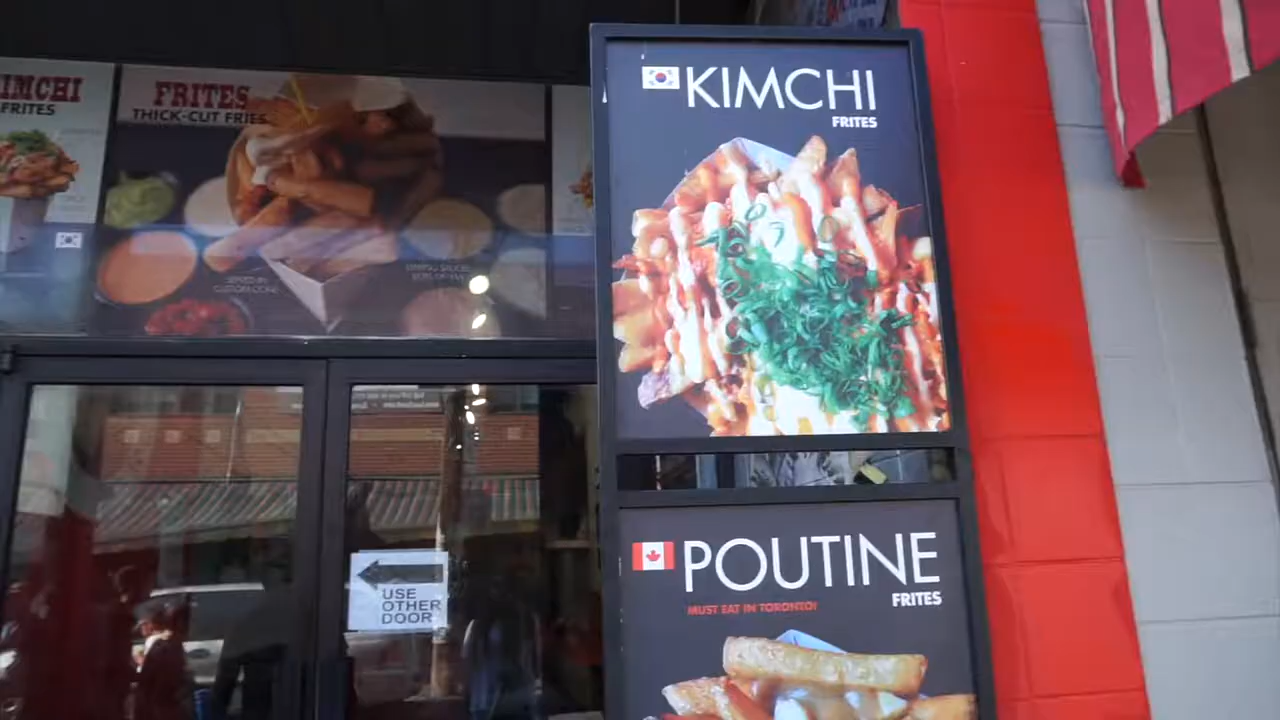 KIMCHI
FRITES
FRITES
THICK-CUT FRIES
KIMCHI
FRITES
POUTINE
MUST EAT IN TORONTO!
FRITES
USE
OTHER
DOOR